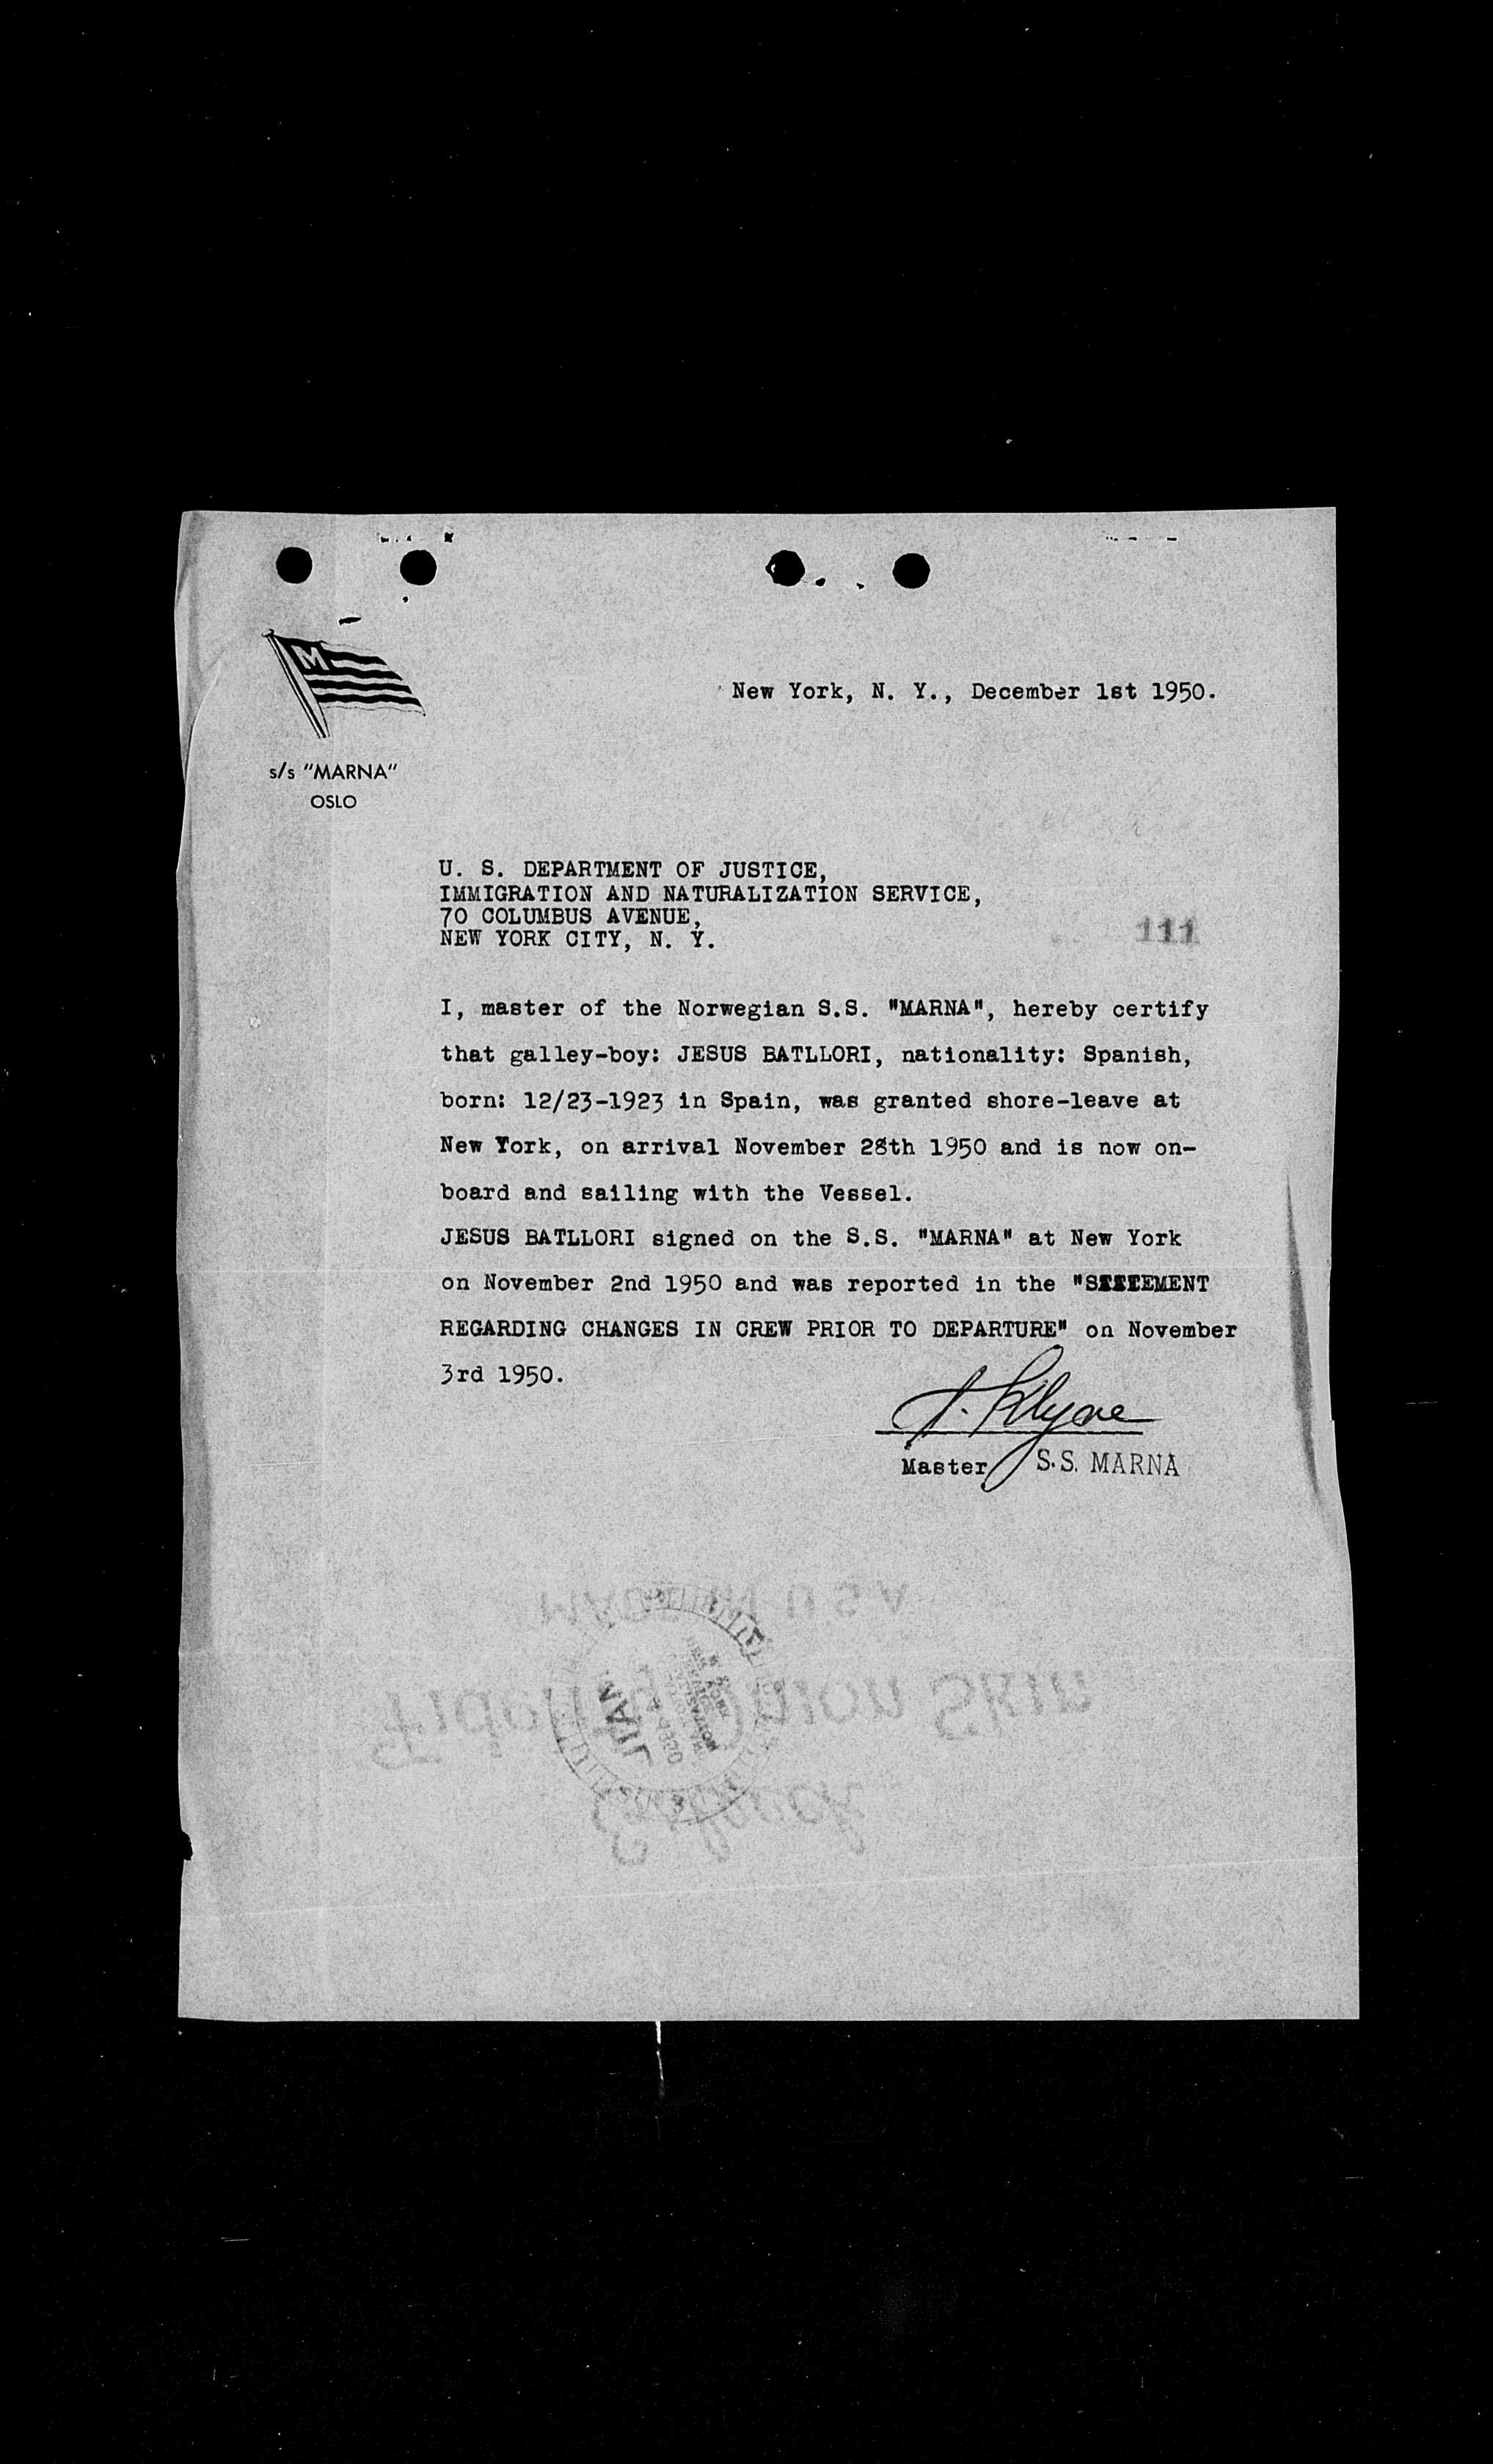 M
New York, N. Y., December 1st 1950.
s/s "MARNA"
OSLO
U. S. DEPARTMENT OF JUSTICE,
IMMIGRATION AND NATURALIZATION SERVICE,
70 COLUMBUS AVENUE,
NEW YORK CITY, N. Y.
111
I, master of the Norwegian S.S. "MARNA", hereby certify
that galley-boy: JESUS BATLLORI, nationality: Spanish,
born: 12/23-1923 in Spain, was granted shore-leave at
New York, on arrival November 28th 1950 and is now on-
board and sailing with the Vessel.
JESUS BATLLORI signed on the S.S. "MARNA" at New York
on November 2nd 1950 and was reported in the "STATEMENT
REGARDING CHANGES IN CREW PRIOR TO DEPARTURE" on November
3rd 1950.
Master S.S. MARNA
MADE IN U S A
Fidelity Onion Skin